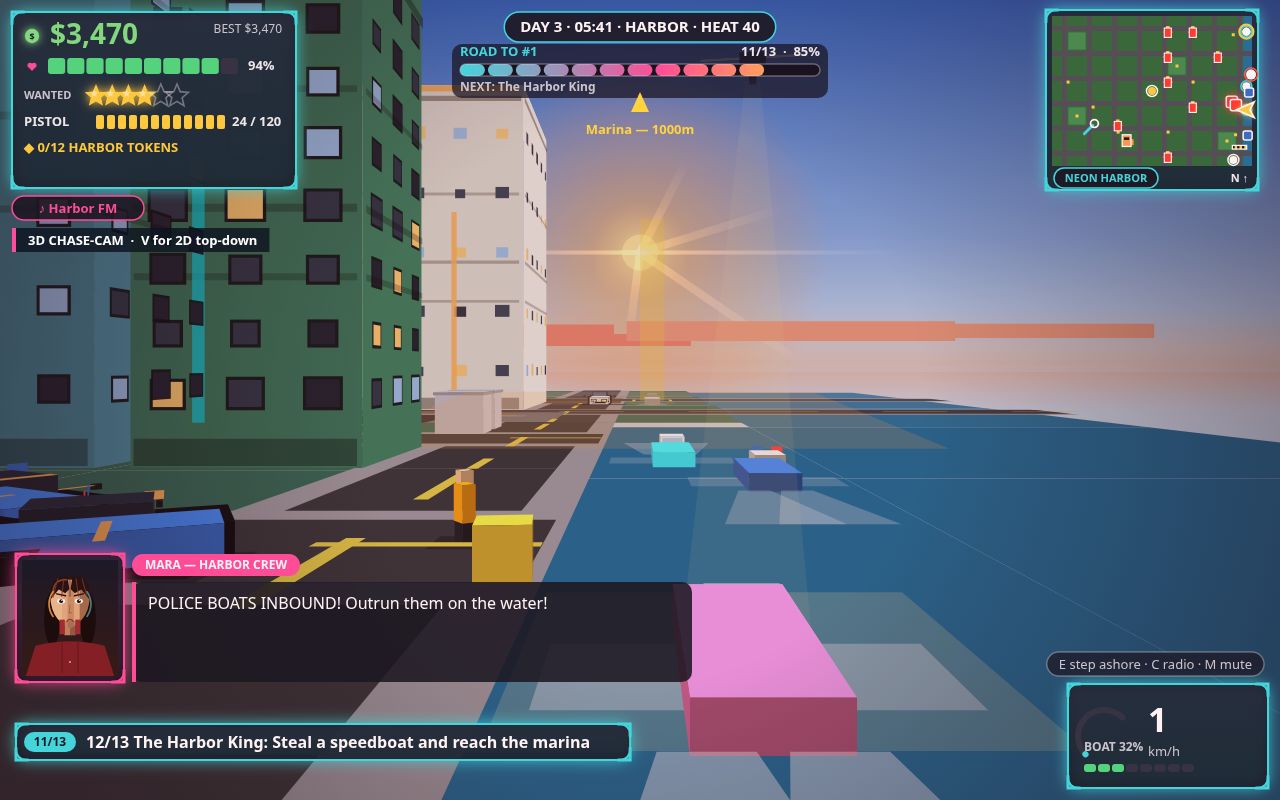 $ $3,470 BEST $3,470
94%
WANTED
PISTOL 24 / 120
◆ 0/12 HARBOR TOKENS
♪ Harbor FM
3D CHASE-CAM · V for 2D top-down
DAY 3 · 05:41 · HARBOR · HEAT 40
ROAD TO #1 11/13 · 85%
NEXT: The Harbor King
Marina — 1000m
NEON HARBOR N ↑
MARA — HARBOR CREW
POLICE BOATS INBOUND! Outrun them on the water!
11/13 12/13 The Harbor King: Steal a speedboat and reach the marina
E step ashore · C radio · M mute
1
BOAT 32% km/h